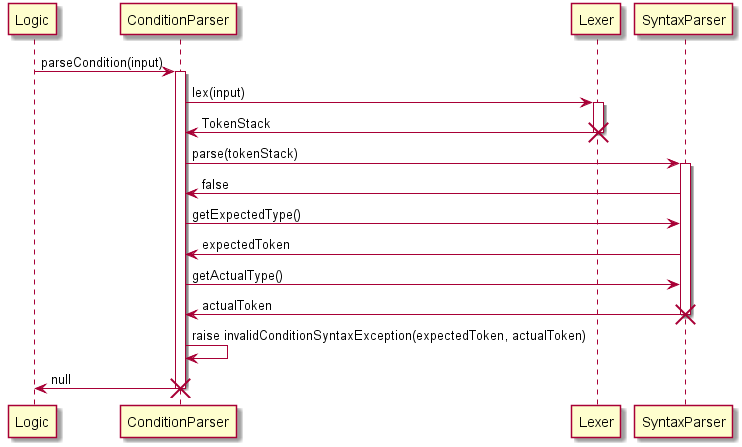 Logic
ConditionParser
Lexer
SyntaxParser
parseCondition(input)
lex(input)
TokenStack
parse(tokenStack)
false
getExpectedType()
expectedToken
getActualType()
actualToken
raise invalidConditionSyntaxException(expectedToken, actualToken)
null
Logic
ConditionParser
Lexer
SyntaxParser